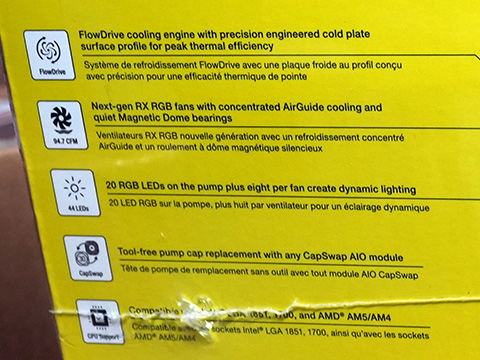 FlowDrive cooling engine with precision engineered cold plate
surface profile for peak thermal efficiency
Système de refroidissement FlowDrive avec une plaque froide au profil conçu
avec précision pour une efficacité thermique de pointe
FlowDrive
Next-gen RX RGB fans with concentrated AirGuide cooling and
quiet Magnetic Dome bearings
Ventilateurs RX RGB nouvelle génération avec un refroidissement concentré
AirGuide et un roulement à dôme magnétique silencieux
94.7 CFM
20 RGB LEDs on the pump plus eight per fan create dynamic lighting
20 LED RGB sur la pompe, plus huit par ventilateur pour un éclairage dynamique
44 LEDs
Tool-free pump cap replacement with any CapSwap AIO module
Tête de pompe de remplacement sans outil avec tout module AIO CapSwap
CapSwap
Compatible LGA 1851, 1700, and AMD® AM5/AM4
Compatible sockets Intel® LGA 1851, 1700, ainsi qu'avec les sockets
AMD® AM5/AM4
CPU Support